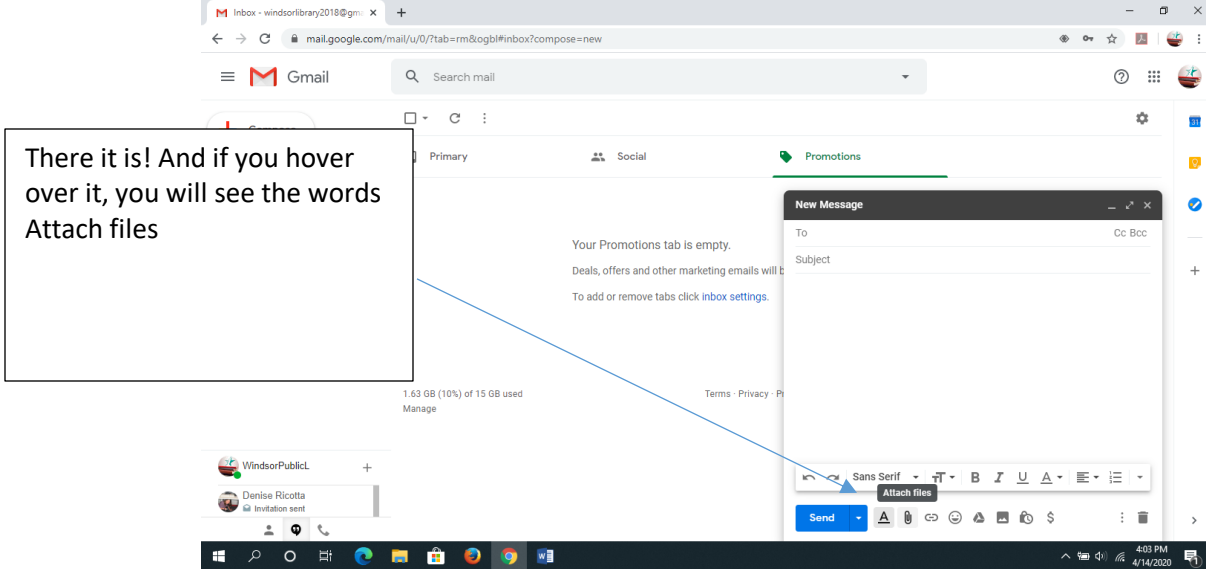 Inbox - windsorlibrary2018@gm
mail.google.com/mail/u/0/?tab=rm&ogbl#inbox?compose=new
Gmail
Search mail
There it is! And if you hover
over it, you will see the words
Attach files
Primary
Social
Promotions
Your Promotions tab is empty.
Deals, offers and other marketing emails will b
To add or remove tabs click inbox settings.
1.63 GB (10%) of 15 GB used
Manage
Terms · Privacy · P
New Message
To
Cc Bcc
Subject
Sans Serif
B I U A
Attach files
Send
A
$
WindsorPublicL
Denise Ricotta
Invitation sent
31
4:03 PM
4/14/2020